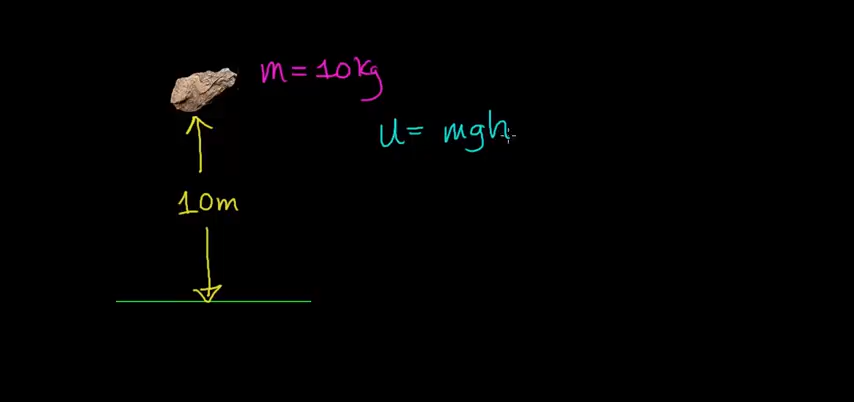 m = 10kg
U = mgh
10m